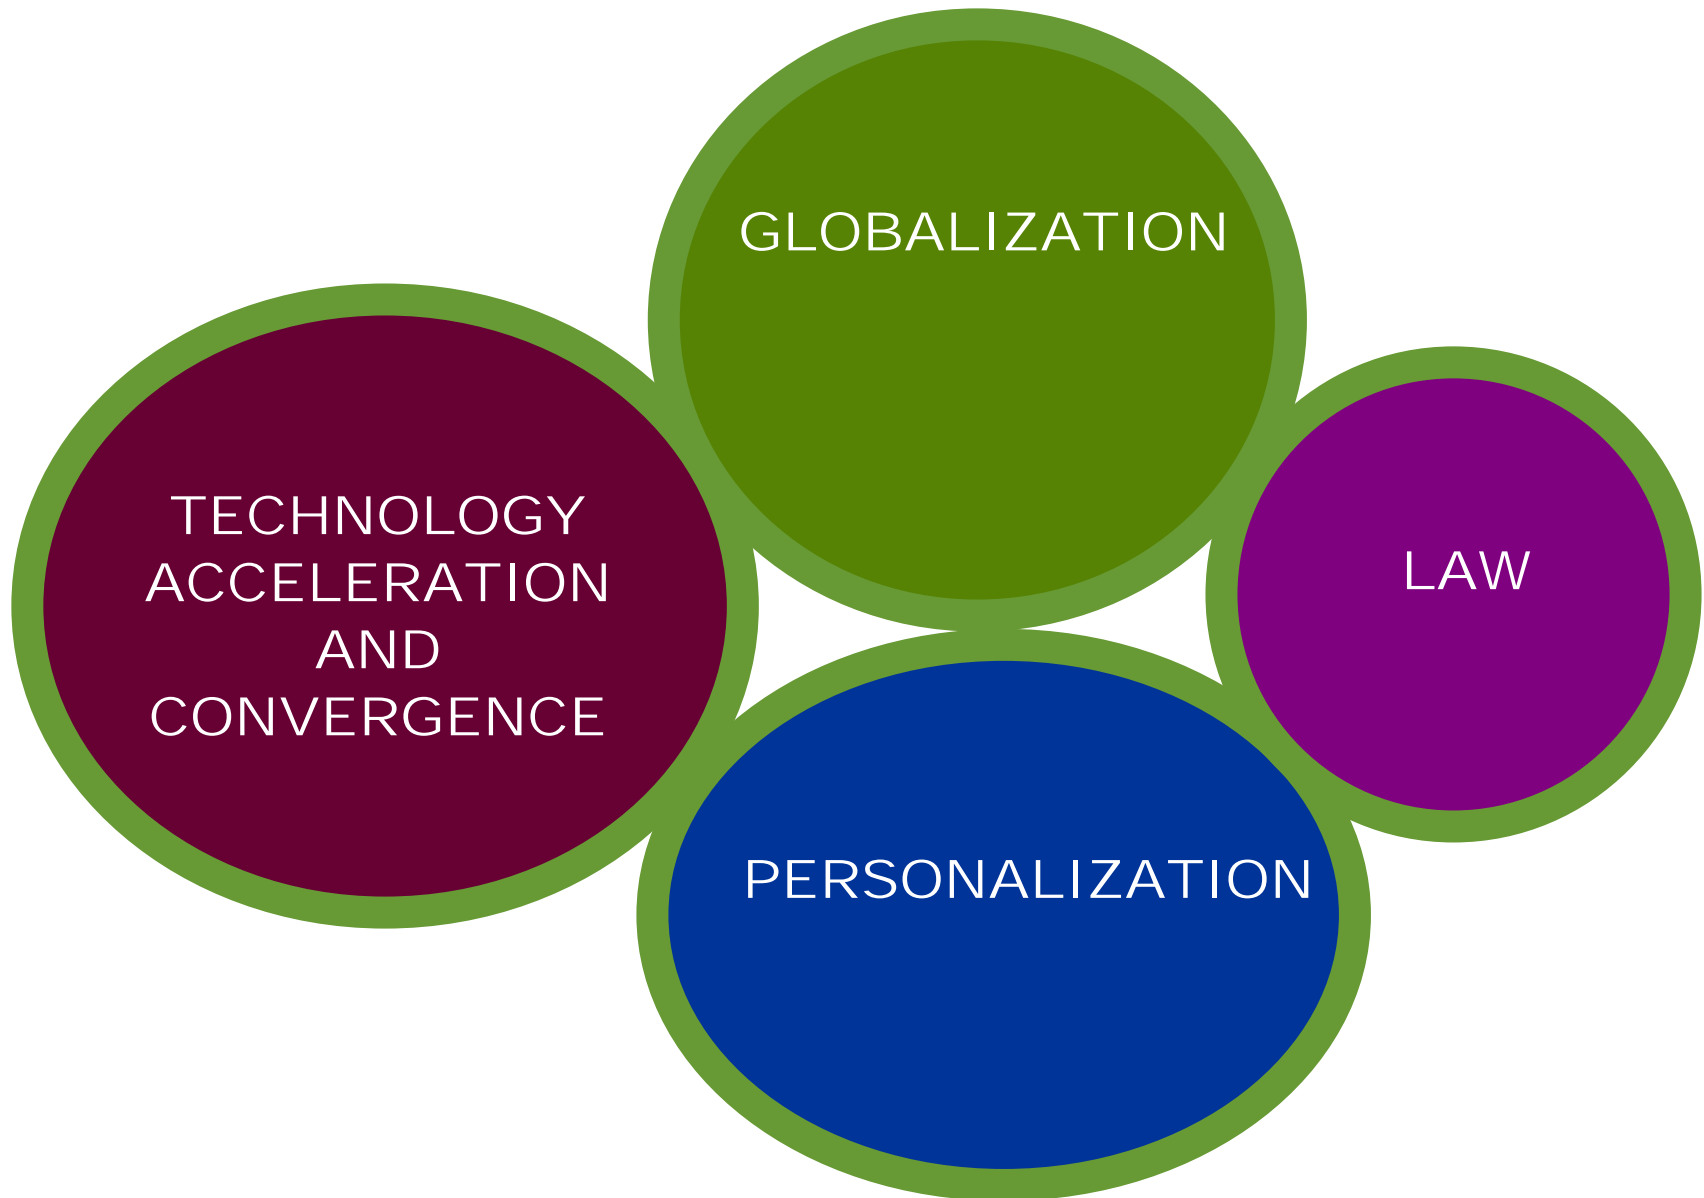 GLOBALIZATION
TECHNOLOGY
ACCELERATION
AND
CONVERGENCE
LAW
PERSONALIZATION